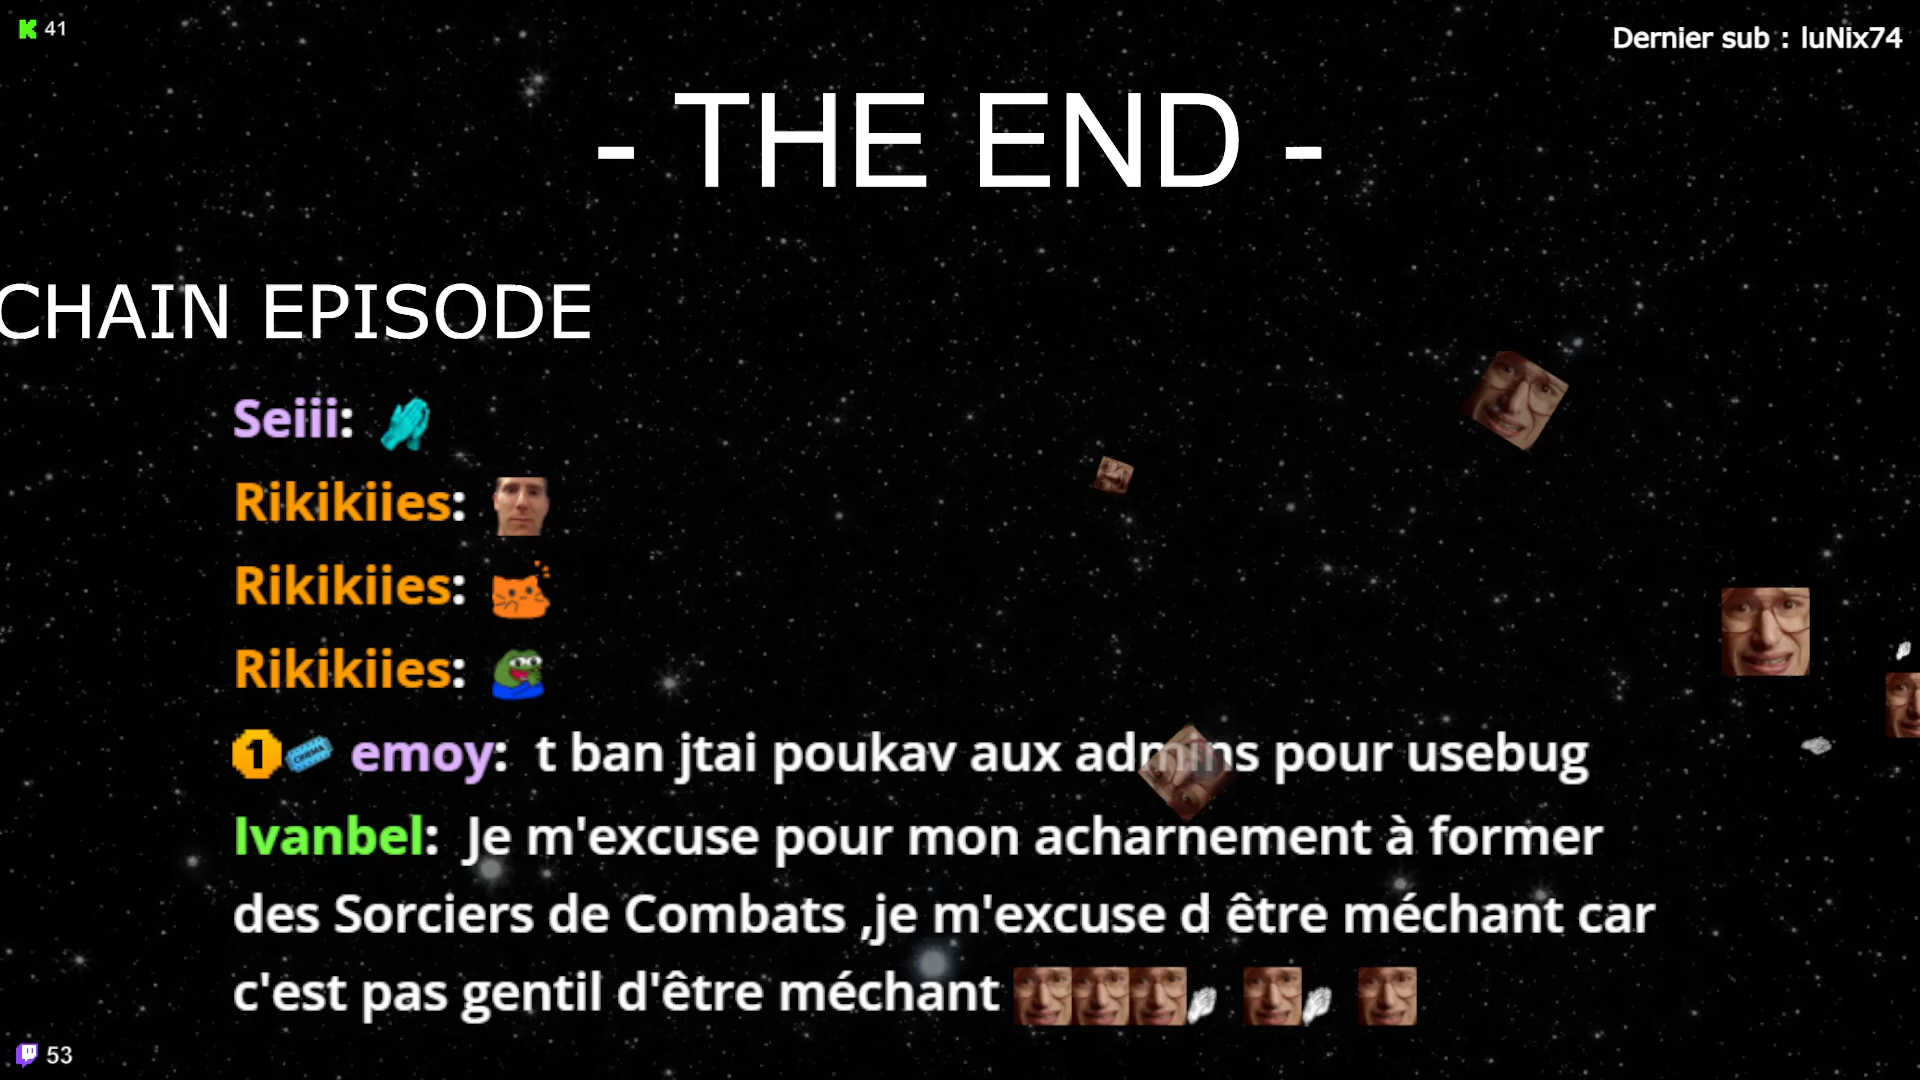 K 41
Dernier sub : luNix74
- THE END -
CHAIN EPISODE
Seiii:
Rikikiies:
Rikikiies:
Rikikiies:
1 emoy: t ban jtai poukav aux admins pour usebug
Ivanbel: Je m'excuse pour mon acharnement à former
des Sorciers de Combats ,je m'excuse d être méchant car
c'est pas gentil d'être méchant
53